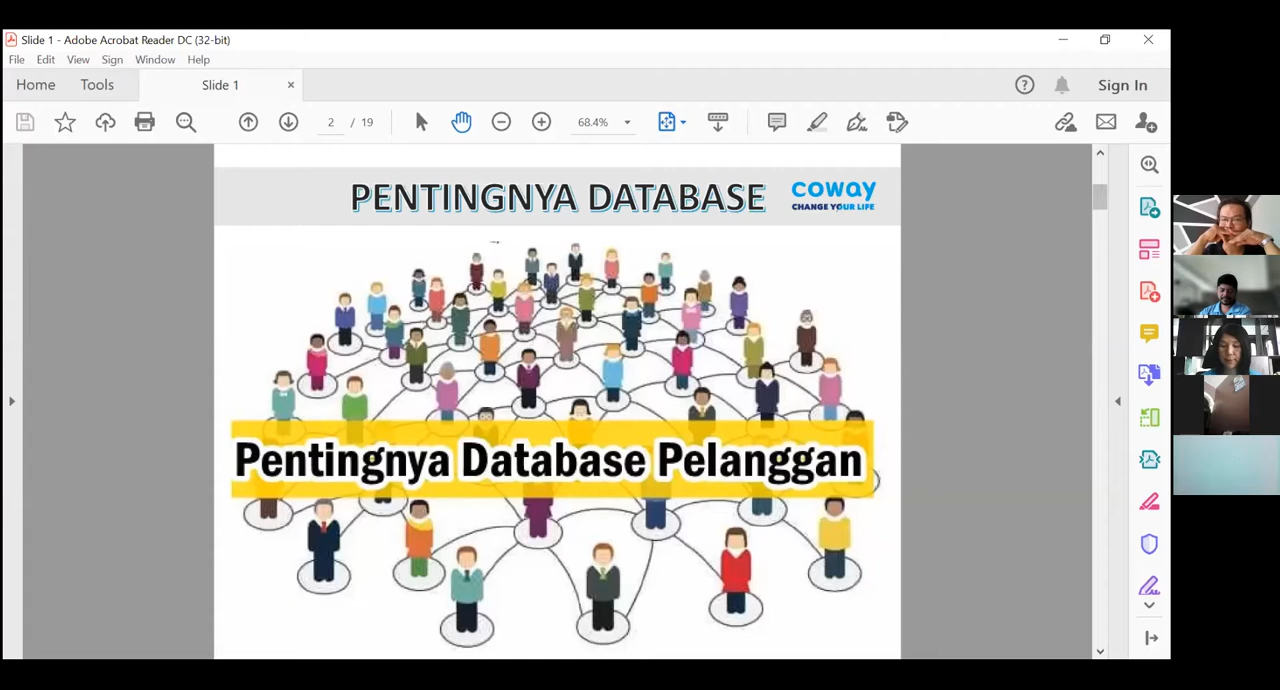 Slide 1 - Adobe Acrobat Reader DC (32-bit)
File Edit View Sign Window Help
Home Tools Slide 1 Sign In
2 / 19 68.4%
PENTINGNYA DATABASE
coway
CHANGE YOUR LIFE
Pentingnya Database Pelanggan